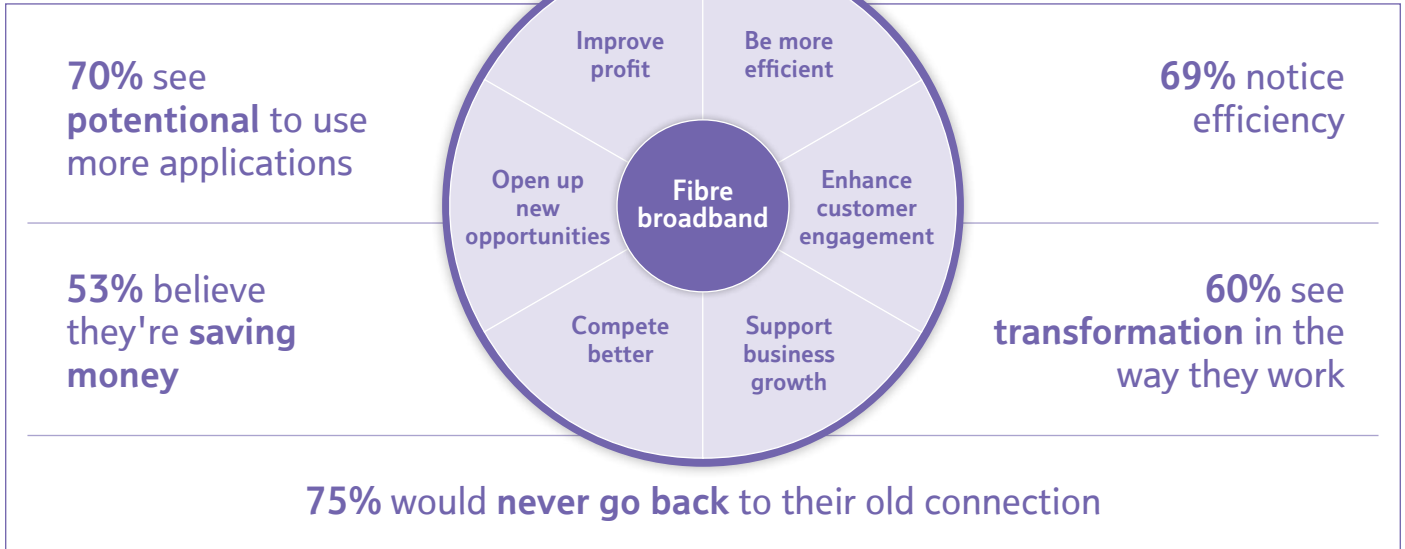 70% see
potentional to use
more applications
53% believe
they're saving
money
Improve
profit
Be more
efficient
Open up
new
opportunities
Fibre
broadband
Enhance
customer
engagement
Compete
better
Support
business
growth
69% notice
efficiency
60% see
transformation in the
way they work
75% would never go back to their old connection